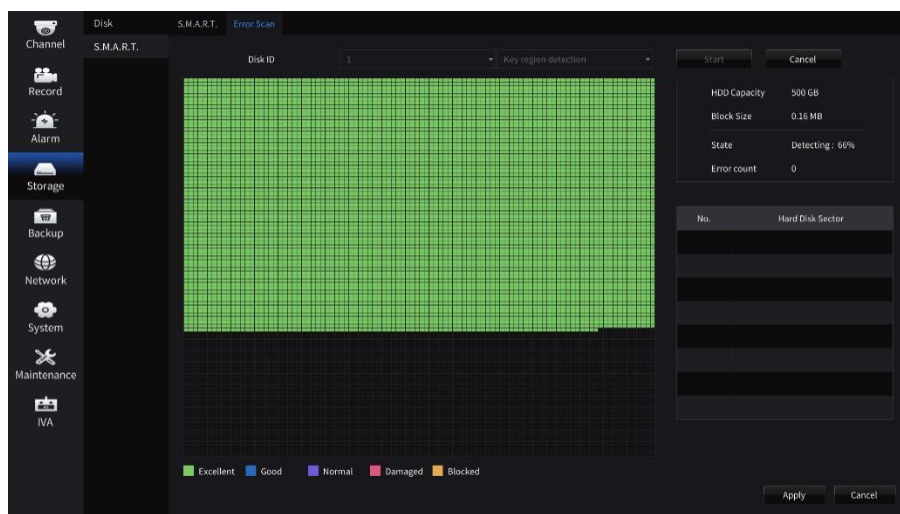 Channel
Record
Alarm
Storage
Backup
Network
System
Maintenance
IVA
Disk
S.M.A.R.T.
S.M.A.R.T. Error Scan
Disk ID 1 Key region detection Start Cancel
HDD Capacity 500 GB
Block Size 0.16 MB
State Detecting : 66%
Error count 0
No. Hard Disk Sector
Excellent Good Normal Damaged Blocked
Apply Cancel